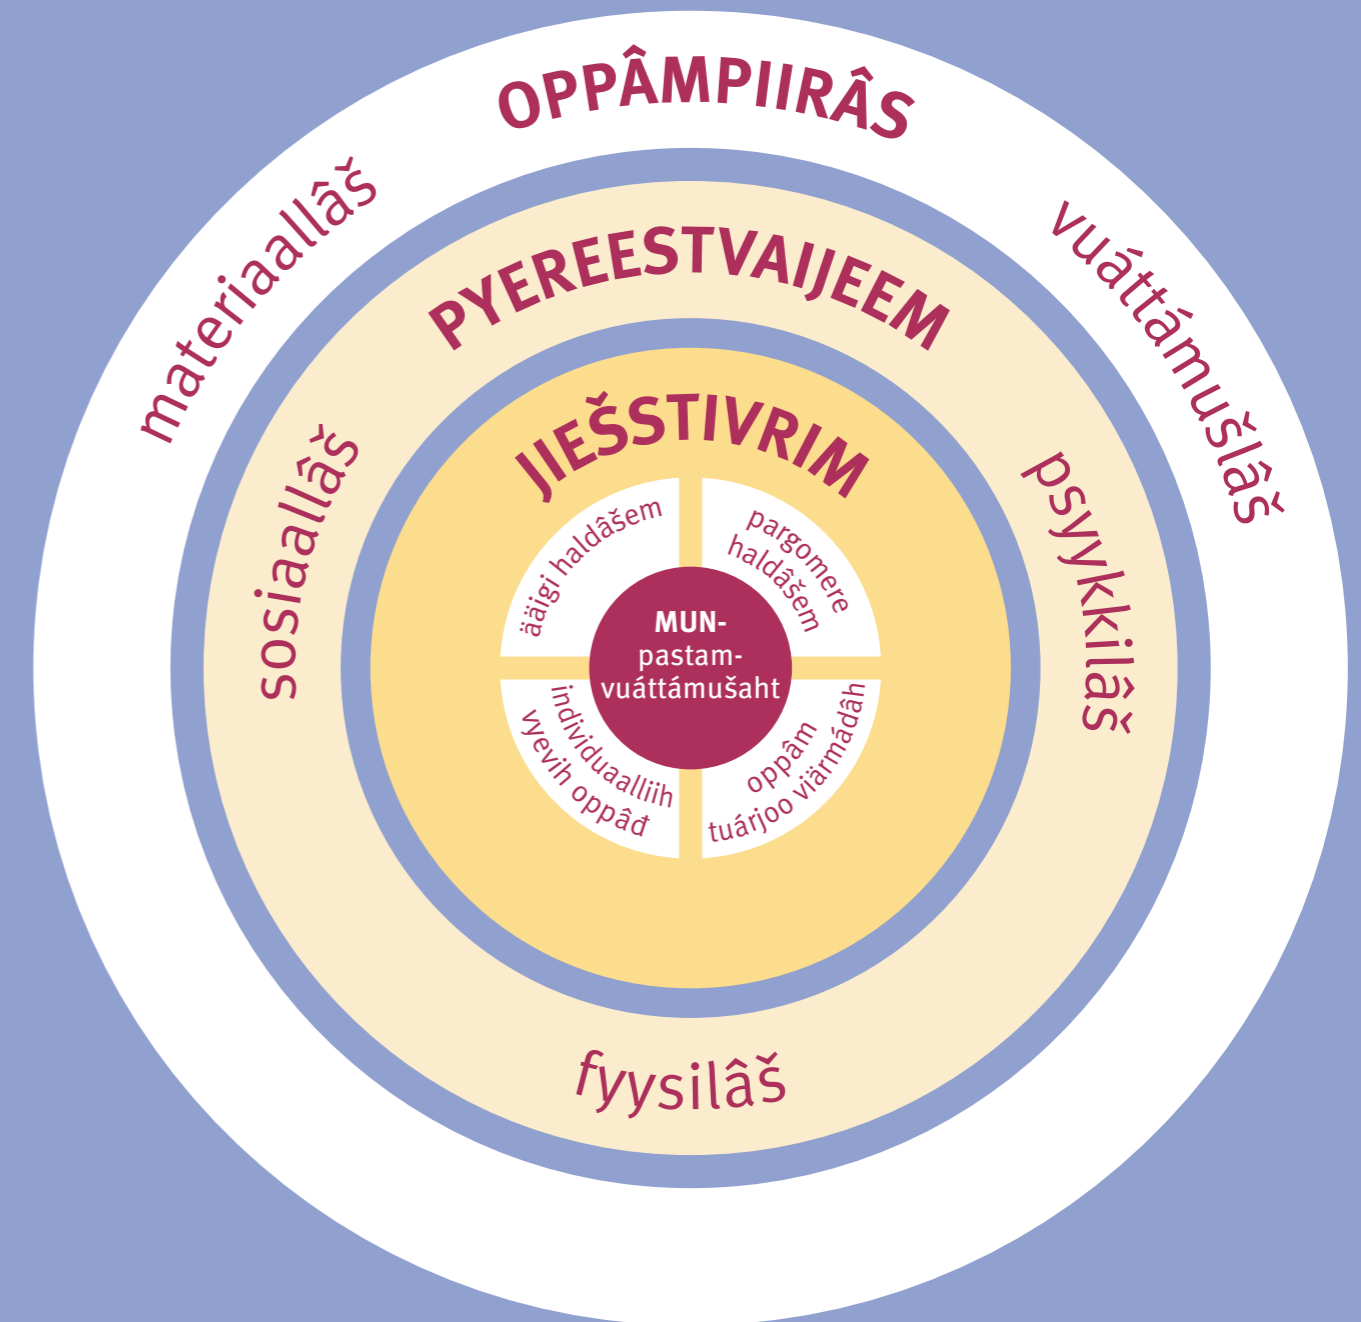 OPPÂMPIIRÂS
materiaallâš
vuáttámušlâš
PYEREESTVAIJEEM
sosiaallâš
psyykkilâš
fyysilâš
JIEŠSTIVRIM
ääigi haldâšem
pargomere
haldâšem
individuaalliih
vyevih oppâđ
oppâm
tuárjoo viärmádâh
MUN-
pastam-
vuáttámušaht